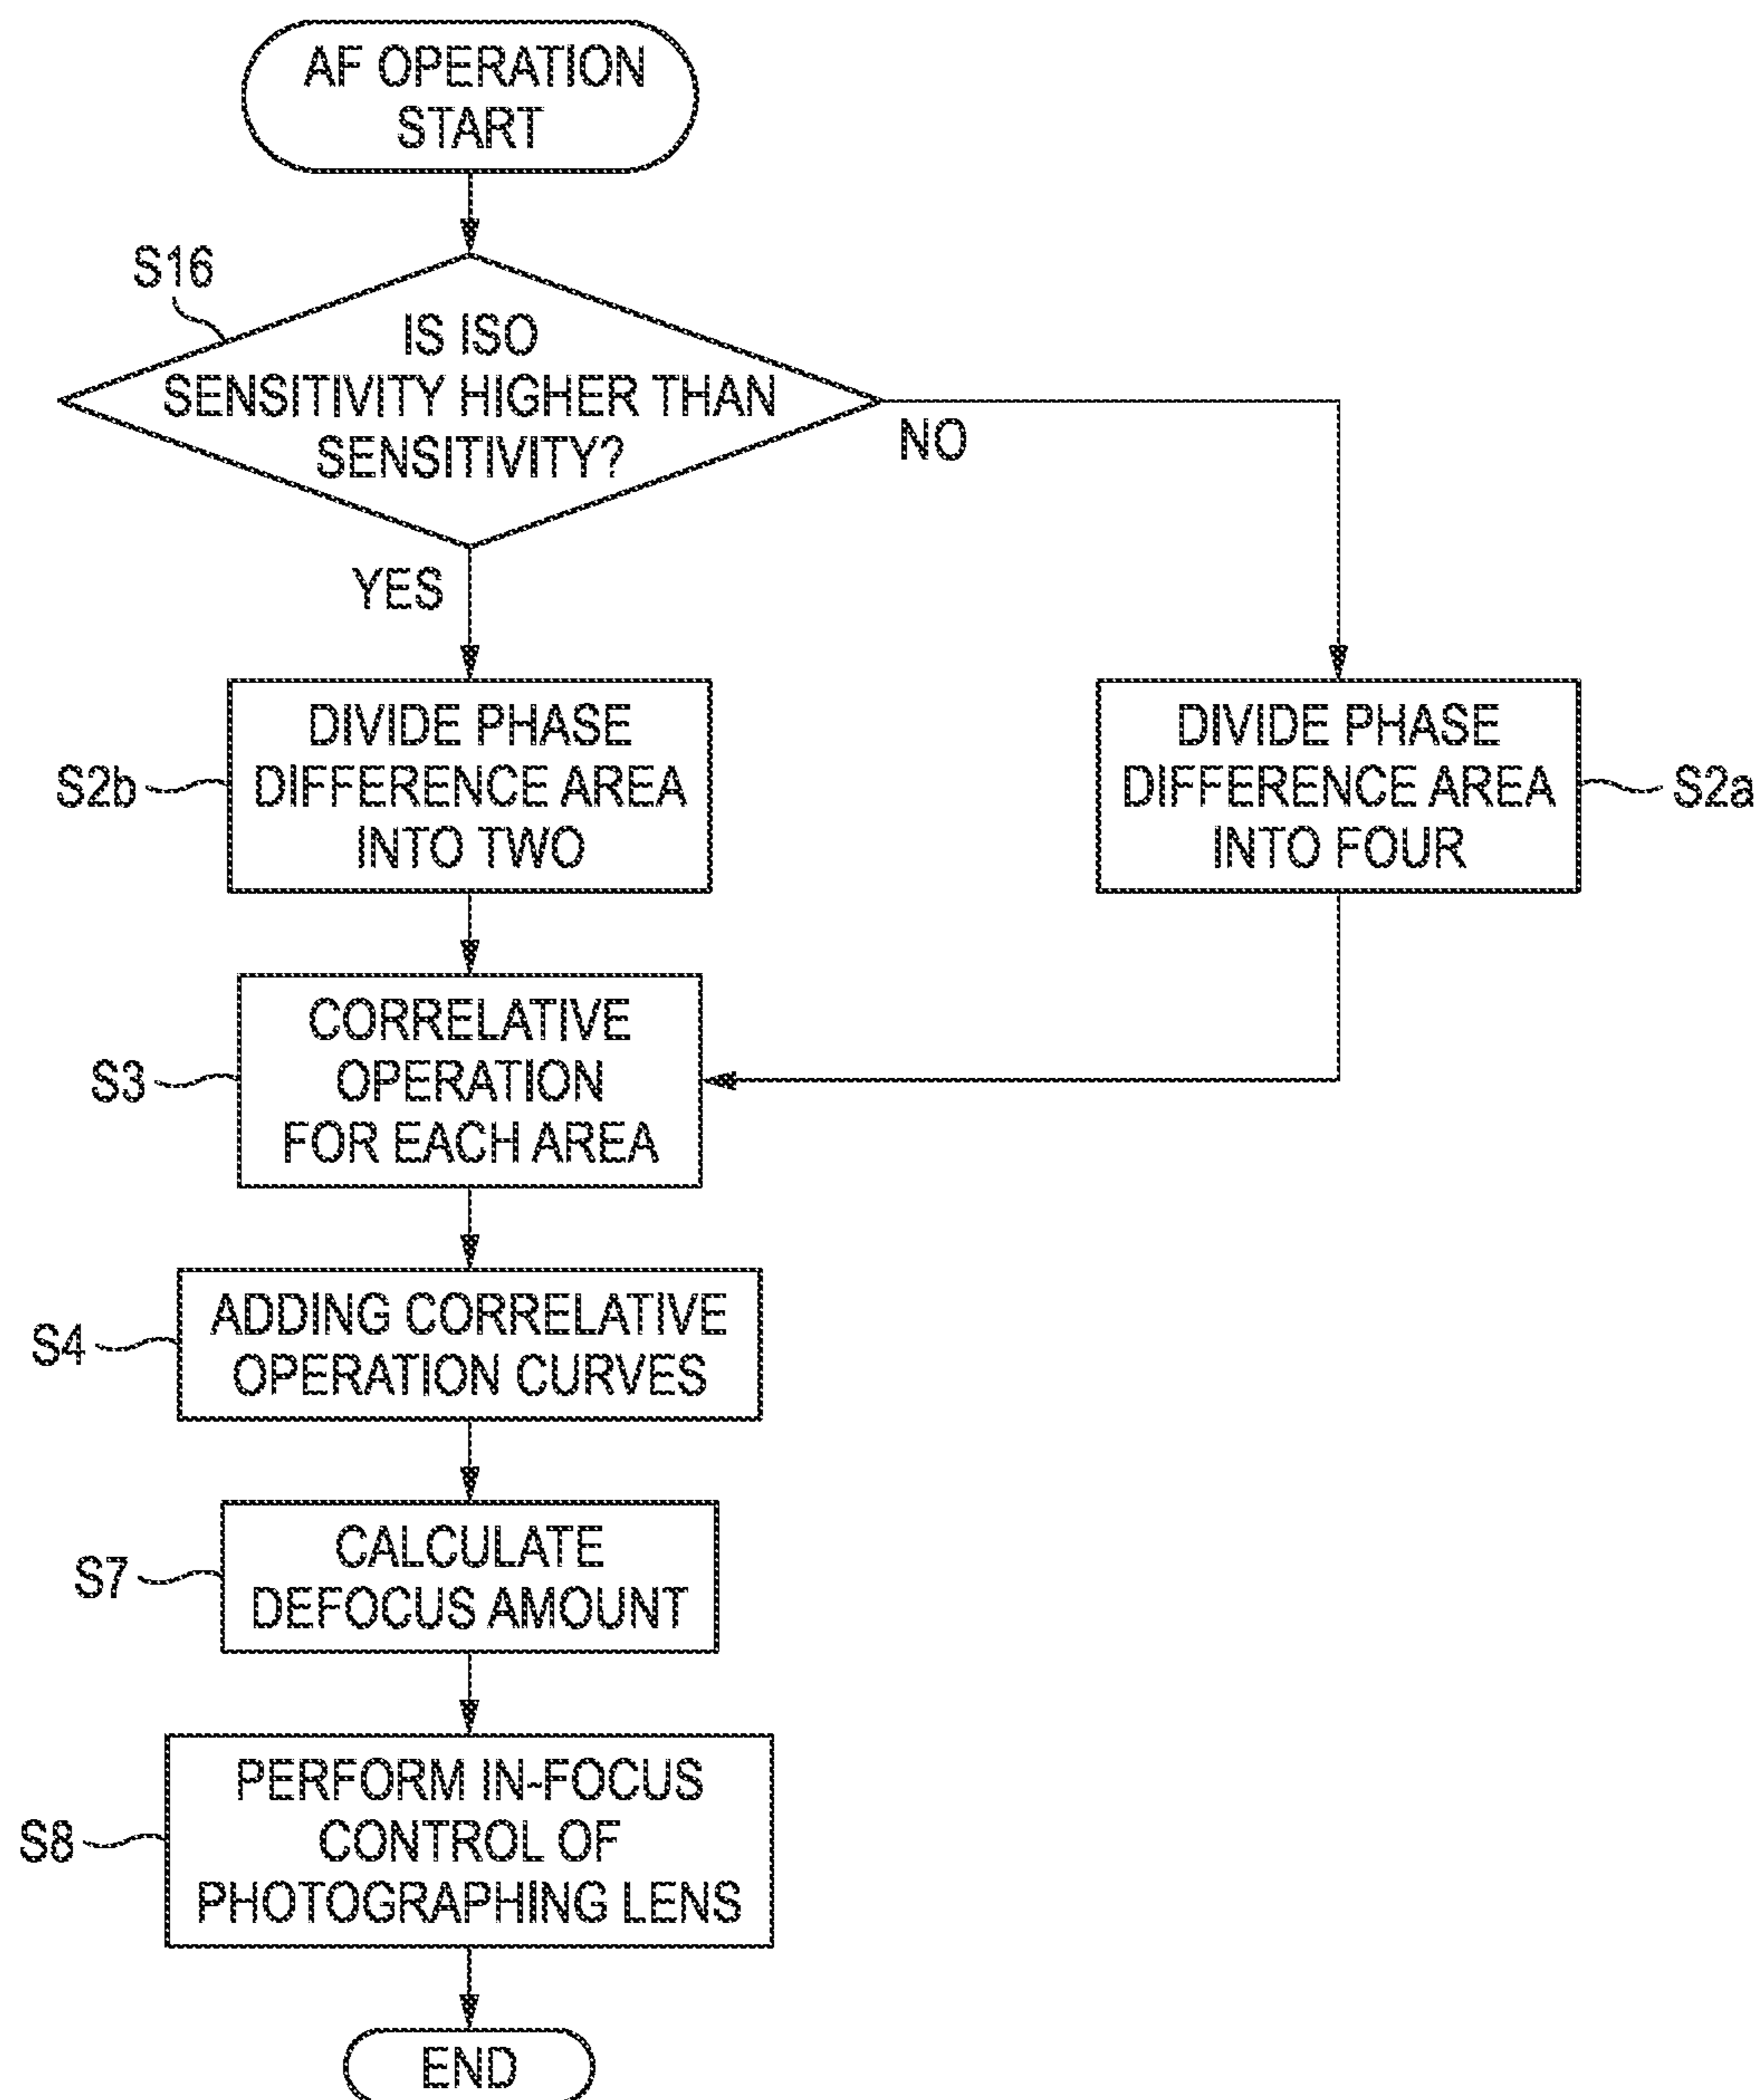 AF OPERATION
START
S16
IS ISO
SENSITIVITY HIGHER THAN
SENSITIVITY?
NO
YES
DIVIDE PHASE
DIFFERENCE AREA
INTO TWO
S2b
DIVIDE PHASE
DIFFERENCE AREA
INTO FOUR
S2a
CORRELATIVE
OPERATION
FOR EACH AREA
S3
ADDING CORRELATIVE
OPERATION CURVES
S4
CALCULATE
DEFOCUS AMOUNT
S7
PERFORM IN-FOCUS
CONTROL OF
PHOTOGRAPHING LENS
S8
END